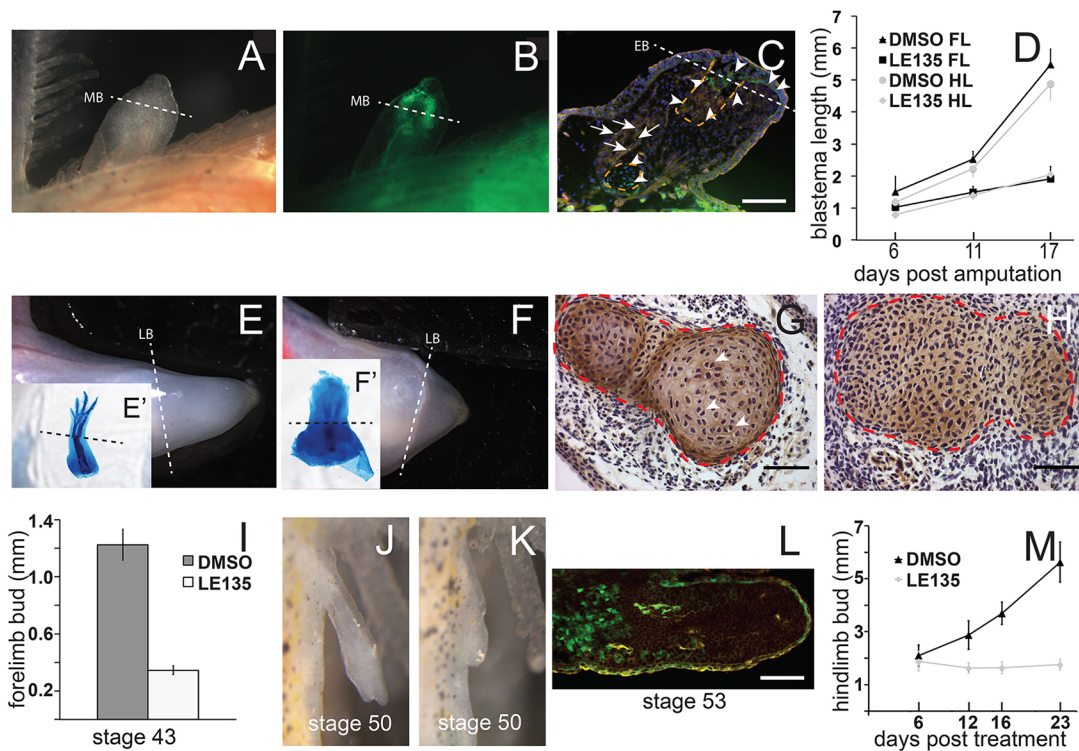 A
MB
B
MB
C
EB
D
DMSO FL
LE135 FL
DMSO HL
LE135 HL
blastema length (mm)
7
6
5
4
3
2
1
0
6 11 17
days post amputation
E
LB
E'
F
LB
F'
G
H
I
DMSO
LE135
forelimb bud (mm)
1.4
1.0
0.6
0.2
stage 43
J
stage 50
K
stage 50
L
stage 53
M
DMSO
LE135
hindlimb bud (mm)
7
5
3
1
6 12 16 23
days post treatment